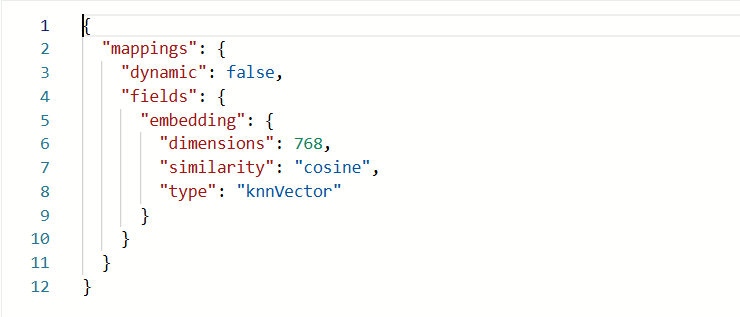 1 {
2 "mappings": {
3 "dynamic": false,
4 "fields": {
5 "embedding": {
6 "dimensions": 768,
7 "similarity": "cosine",
8 "type": "knnVector"
9 }
10 }
11 }
12 }